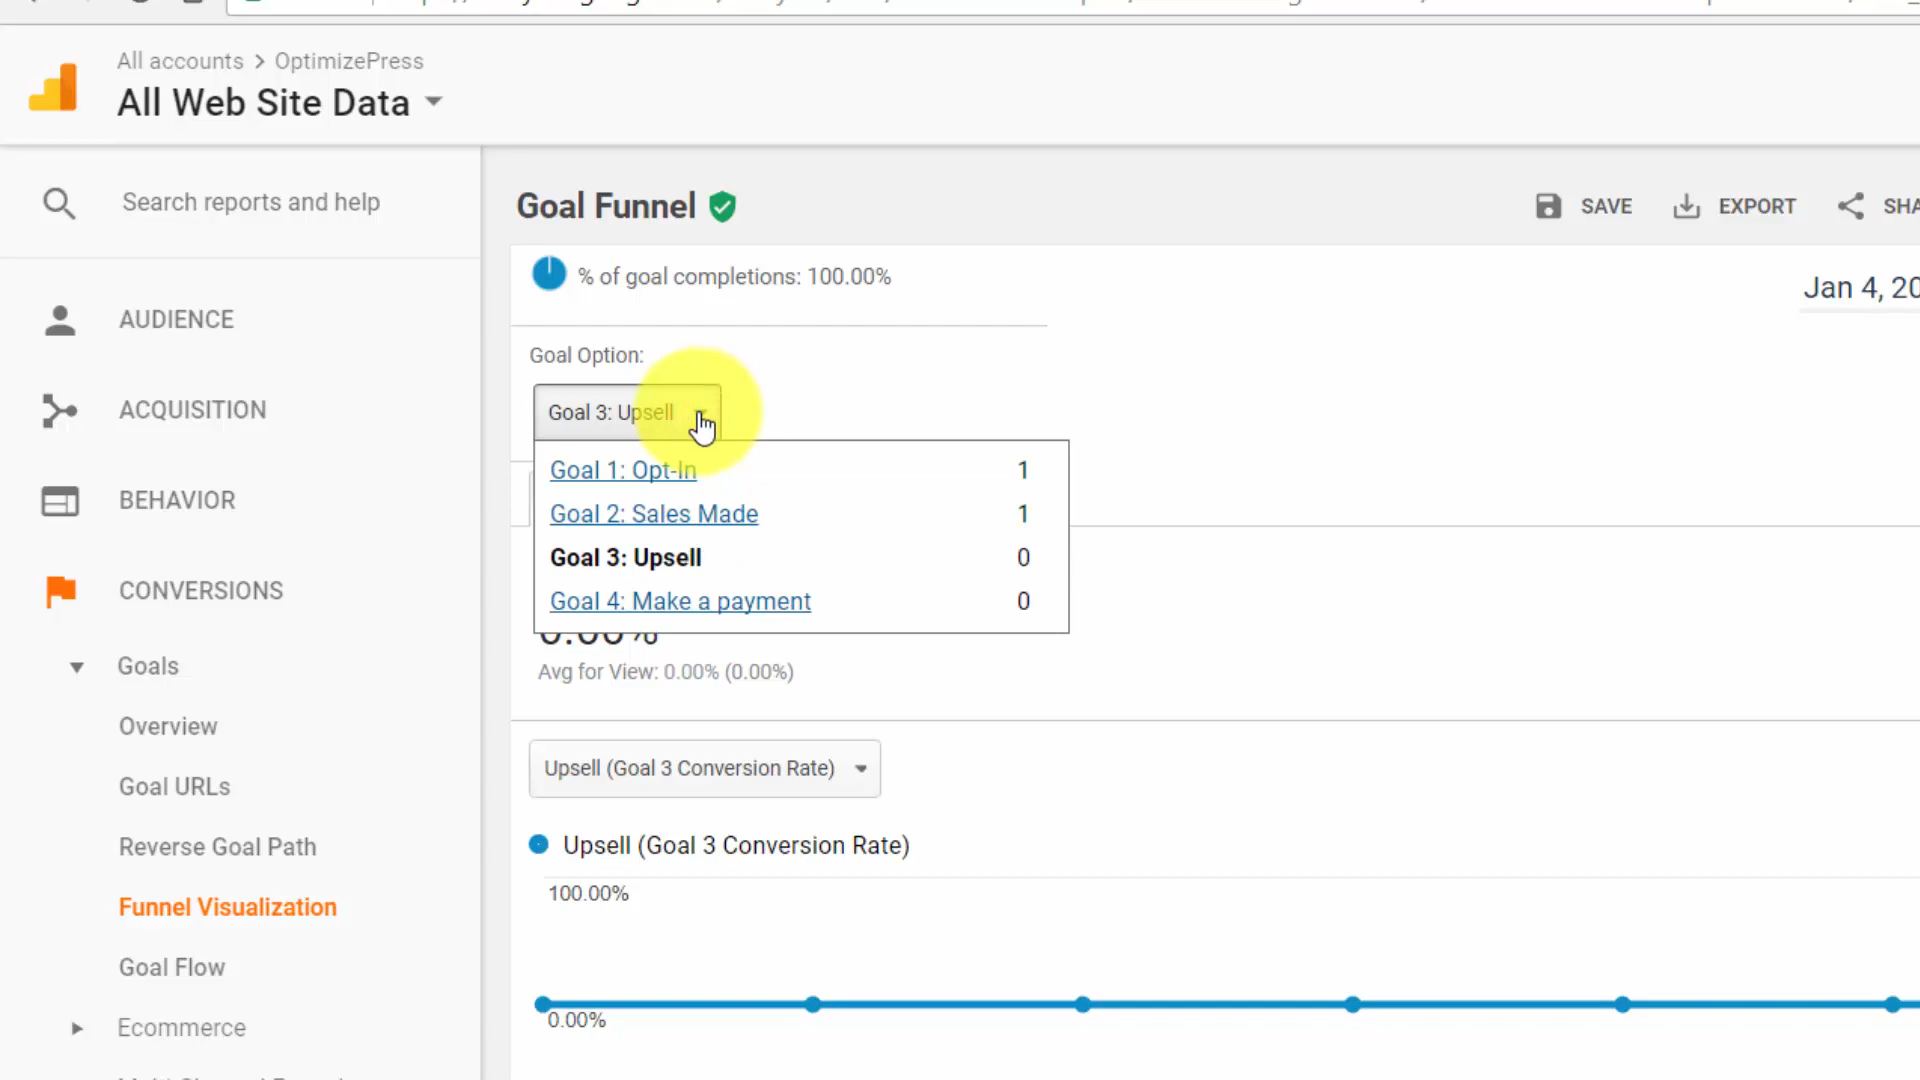 All accounts > OptimizePress
All Web Site Data
Search reports and help
Goal Funnel
SAVE
EXPORT
% of goal completions: 100.00%
Jan 4,
AUDIENCE
Goal Option:
ACQUISITION
Goal 3: Upsell
Goal 1: Opt-In 1
BEHAVIOR
Goal 2: Sales Made 1
Goal 3: Upsell 0
CONVERSIONS
Goal 4: Make a payment 0
Goals
Avg for View: 0.00% (0.00%)
Overview
Upsell (Goal 3 Conversion Rate)
Goal URLs
Reverse Goal Path
Upsell (Goal 3 Conversion Rate)
100.00%
Funnel Visualization
Goal Flow
0.00%
Ecommerce